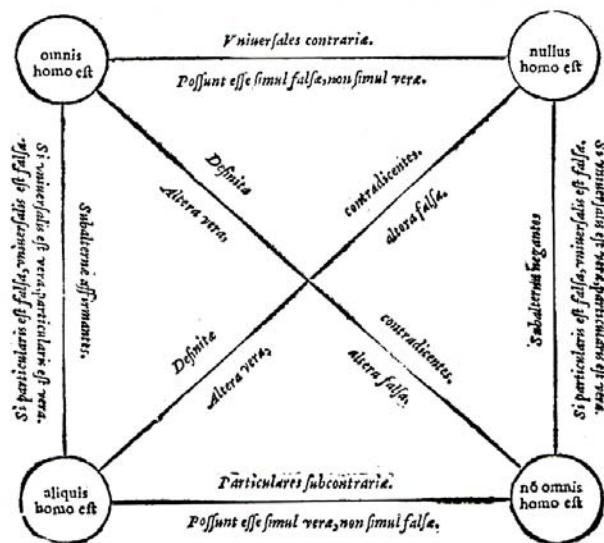 omnis
homo eſt
Vniuerſales contrariæ.
Poſſunt eſſe ſimul falſæ, non ſimul veræ.
nullus
homo eſt
Si vniuerſalis eſt vera, particularis eſt vera.
Si particularis eſt falſa, vniuerſalis eſt falſa.
Subalternè affirmantes.
Definitæ
Altera vera,
contradicentes.
altera falſa.
Subalternè negantes
Si vniuerſalis eſt vera, particularis eſt vera.
Si particularis eſt falſa, vniuerſalis eſt falſa.
Definitæ
Altera vera,
contradicentes.
altera falſa.
aliquis
homo eſt
Particulares subcontrariæ.
Poſſunt eſſe ſimul veræ, non ſimul falſæ.
nō omnis
homo eſt